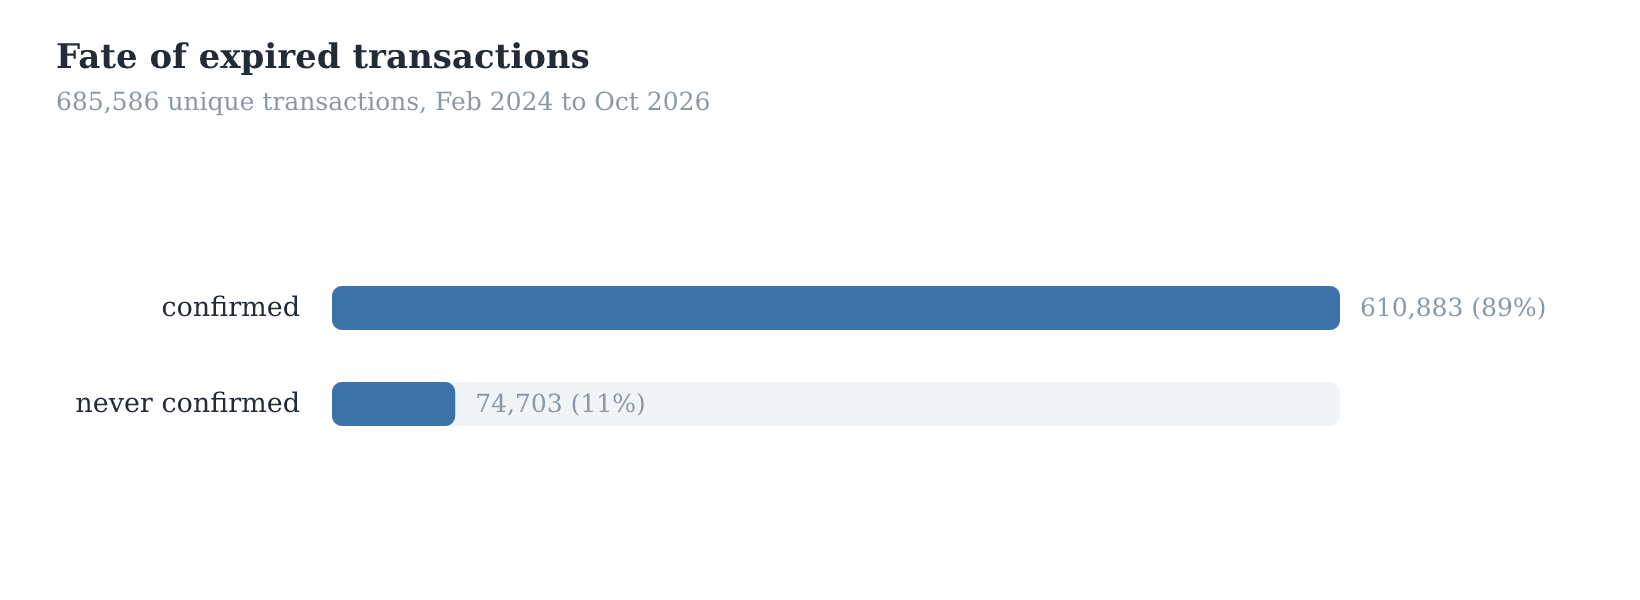 Fate of expired transactions
685,586 unique transactions, Feb 2024 to Oct 2026
confirmed 610,883 (89%)
never confirmed 74,703 (11%)